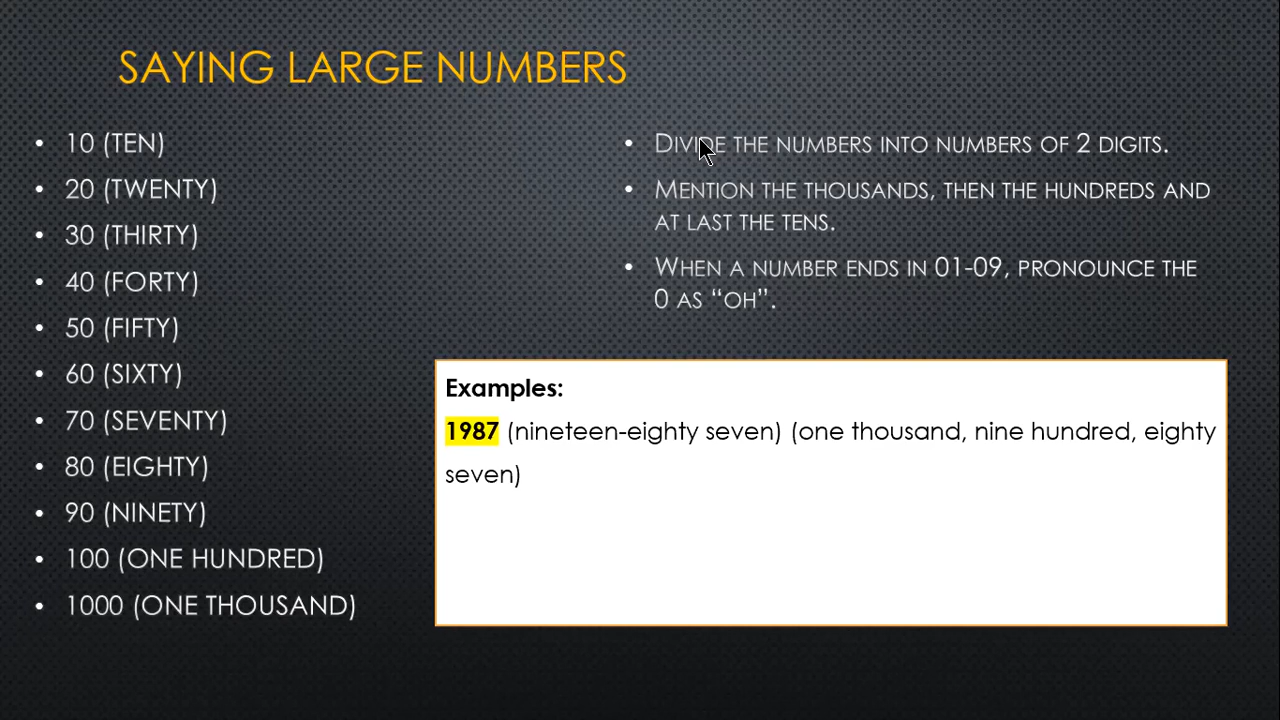 SAYING LARGE NUMBERS
• 10 (TEN)
• 20 (TWENTY)
• 30 (THIRTY)
• 40 (FORTY)
• 50 (FIFTY)
• 60 (SIXTY)
• 70 (SEVENTY)
• 80 (EIGHTY)
• 90 (NINETY)
• 100 (ONE HUNDRED)
• 1000 (ONE THOUSAND)
• DIVIDE THE NUMBERS INTO NUMBERS OF 2 DIGITS.
• MENTION THE THOUSANDS, THEN THE HUNDREDS AND
AT LAST THE TENS.
• WHEN A NUMBER ENDS IN 01-09, PRONOUNCE THE
0 AS “OH”.
Examples:
1987 (nineteen-eighty seven) (one thousand, nine hundred, eighty
seven)